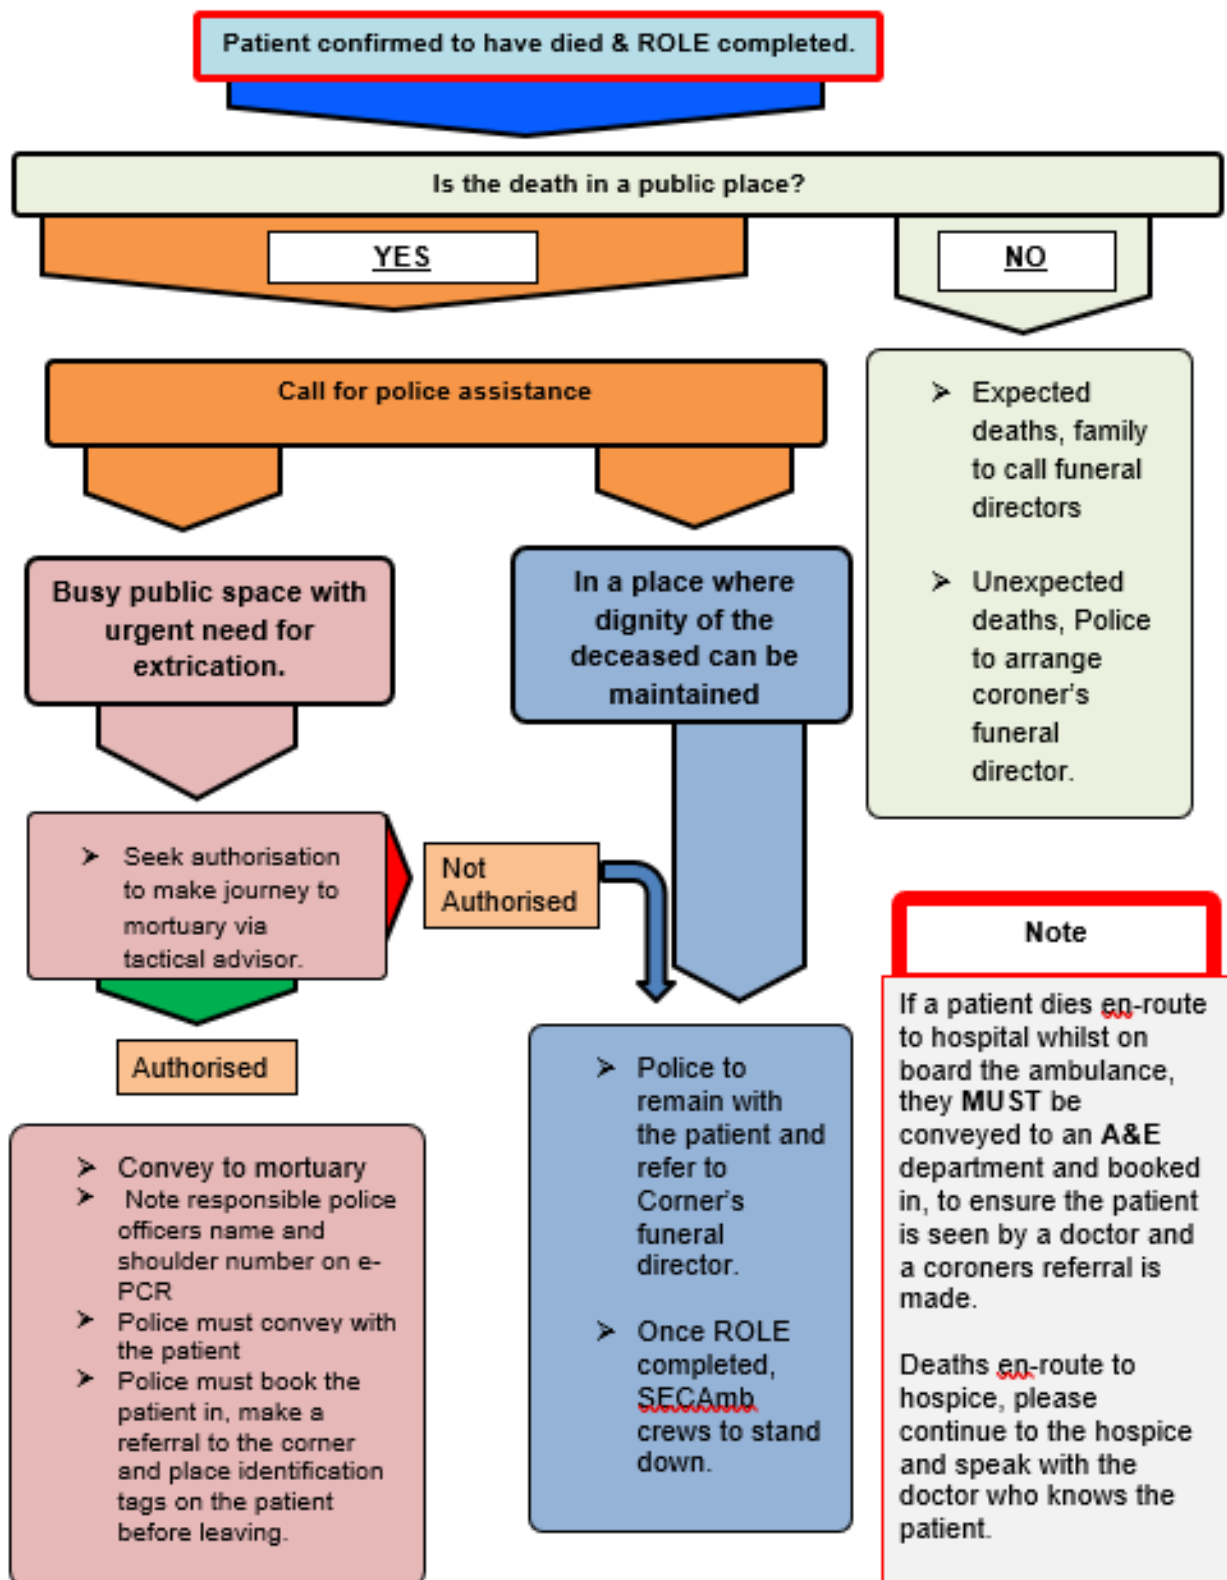 Patient confirmed to have died & ROLE completed.
Is the death in a public place?
YES
NO
Call for police assistance
➢ Expected
deaths, family
to call funeral
directors
➢ Unexpected
deaths, Police
to arrange
coroner's
funeral
director.
Busy public space with
urgent need for
extrication.
In a place where
dignity of the
deceased can be
maintained
➢ Seek authorisation
to make journey to
mortuary via
tactical advisor.
Not
Authorised
Authorised
➢ Convey to mortuary
➢ Note responsible police
officers name and
shoulder number on e-
PCR
➢ Police must convey with
the patient
➢ Police must book the
patient in, make a
referral to the corner
and place identification
tags on the patient
before leaving.
➢ Police to
remain with
the patient and
refer to
Corner's
funeral
director.
➢ Once ROLE
completed,
SECAmb
crews to stand
down.
Note
If a patient dies en-route
to hospital whilst on
board the ambulance,
they MUST be
conveyed to an A&E
department and booked
in, to ensure the patient
is seen by a doctor and
a coroners referral is
made.
Deaths en-route to
hospice, please
continue to the hospice
and speak with the
doctor who knows the
patient.